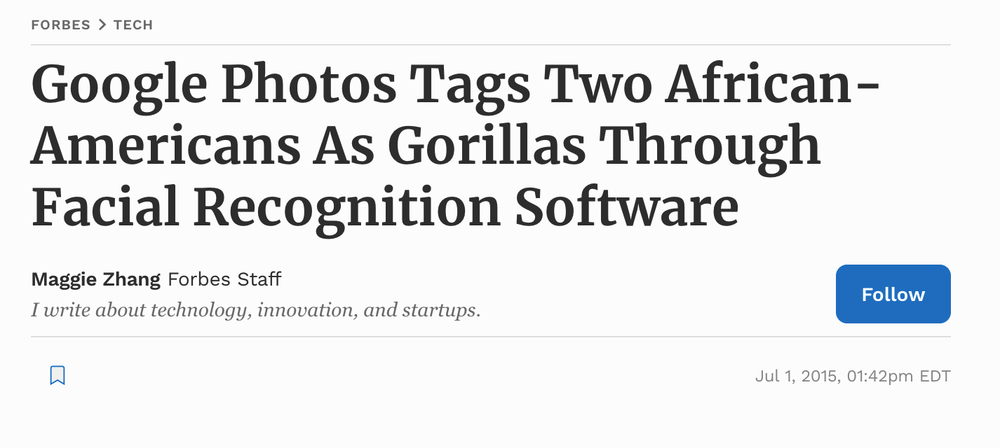 FORBES > TECH
Google Photos Tags Two African-
Americans As Gorillas Through
Facial Recognition Software
Maggie Zhang Forbes Staff
I write about technology, innovation, and startups.
Follow
Jul 1, 2015, 01:42pm EDT